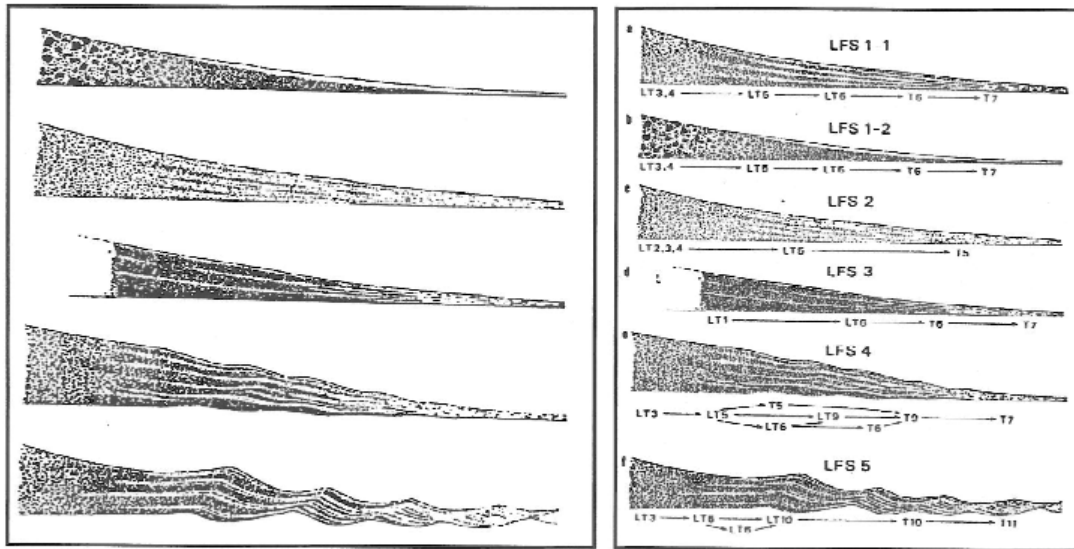 a
LFS 1-1
LT3,4 LT5 LT6 T6 T7
b
LFS 1-2
LT3,4 LT5 LT6 T6 T7
LFS 2
LT2,3,4 LT5 T5
d
LFS 3
LT1 LT6 T6 T7
e
LFS 4
T5
LT3 LT5 LT9 T9 T7
LT6 T6
f
LFS 5
LT3 LT10 T10 T11
LT6